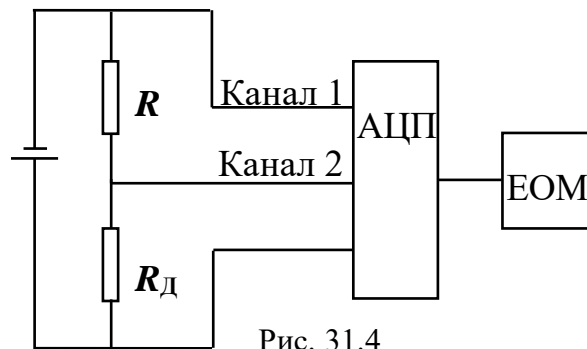 Канал 1
R
АЦП
Канал 2
ЕОМ
RД
Рис. 31.4